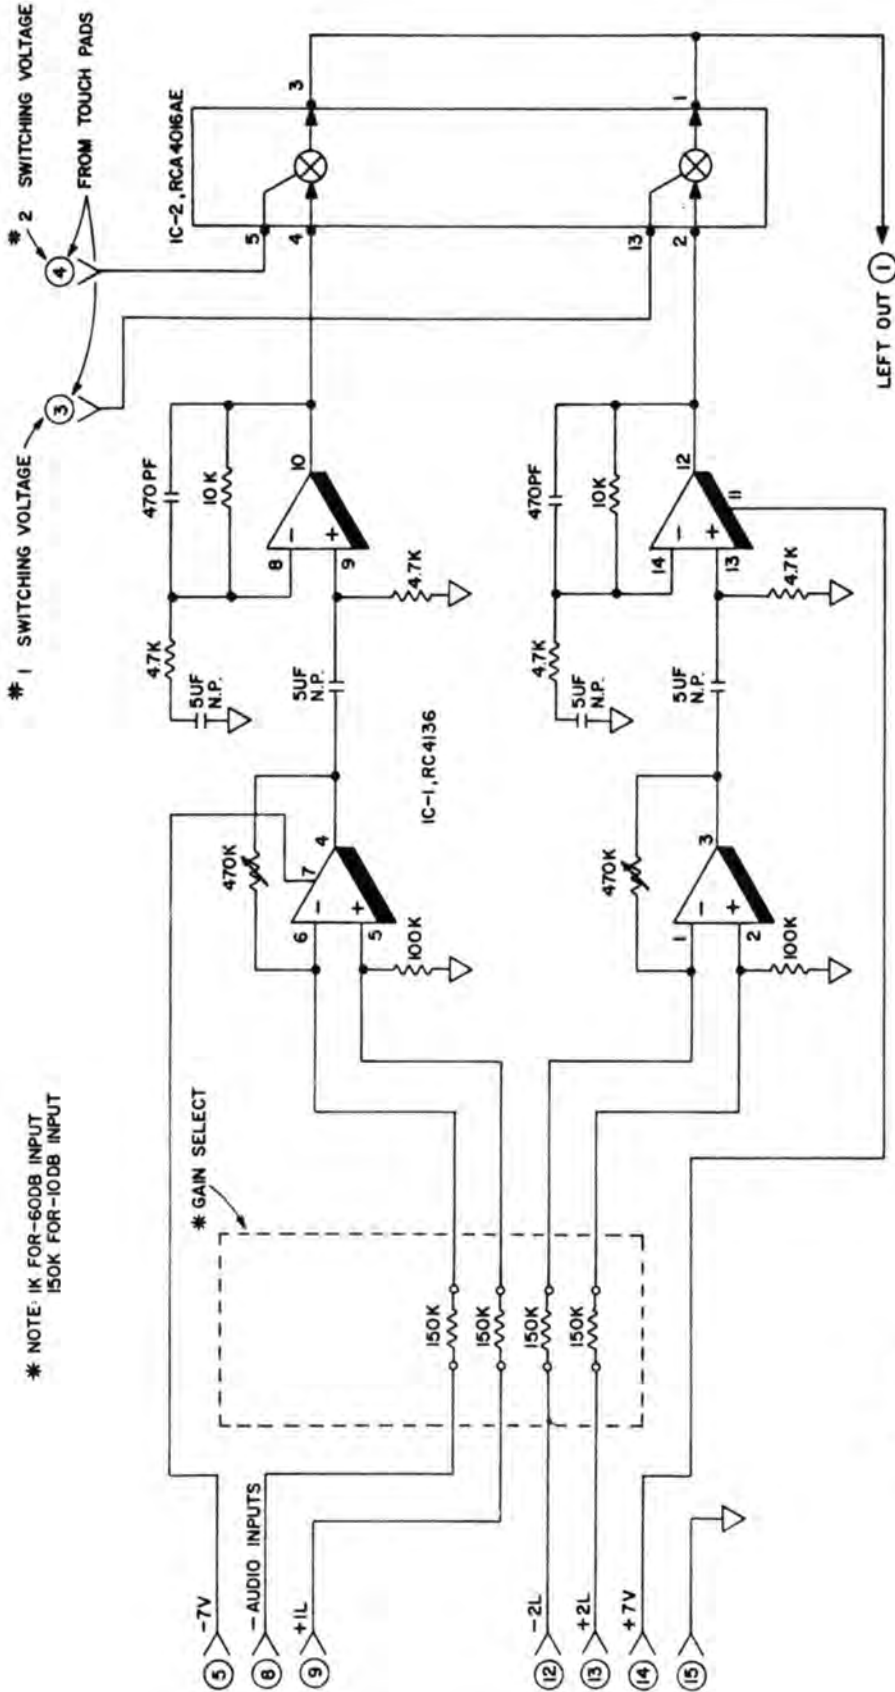 * NOTE: 1K FOR-60DB INPUT
150K FOR-10DB INPUT
# 1 SWITCHING VOLTAGE
# 2 SWITCHING VOLTAGE
3
4
FROM TOUCH PADS
* GAIN SELECT
5
-7V
8
-AUDIO INPUTS
9
+1L
12
-2L
13
+2L
14
+7V
15
150K
150K
150K
150K
470K
7
6
-
5
+
4
100K
IC-1, RC4136
5UF
N.P.
4.7K
5UF
N.P.
470PF
10K
8
-
9
+
10
4.7K
IC-2, RCA4016AE
5
4
3
13
2
1
470K
1
-
2
+
3
100K
5UF
N.P.
4.7K
5UF
N.P.
470PF
10K
14
-
13
+
12
11
4.7K
LEFT OUT 1